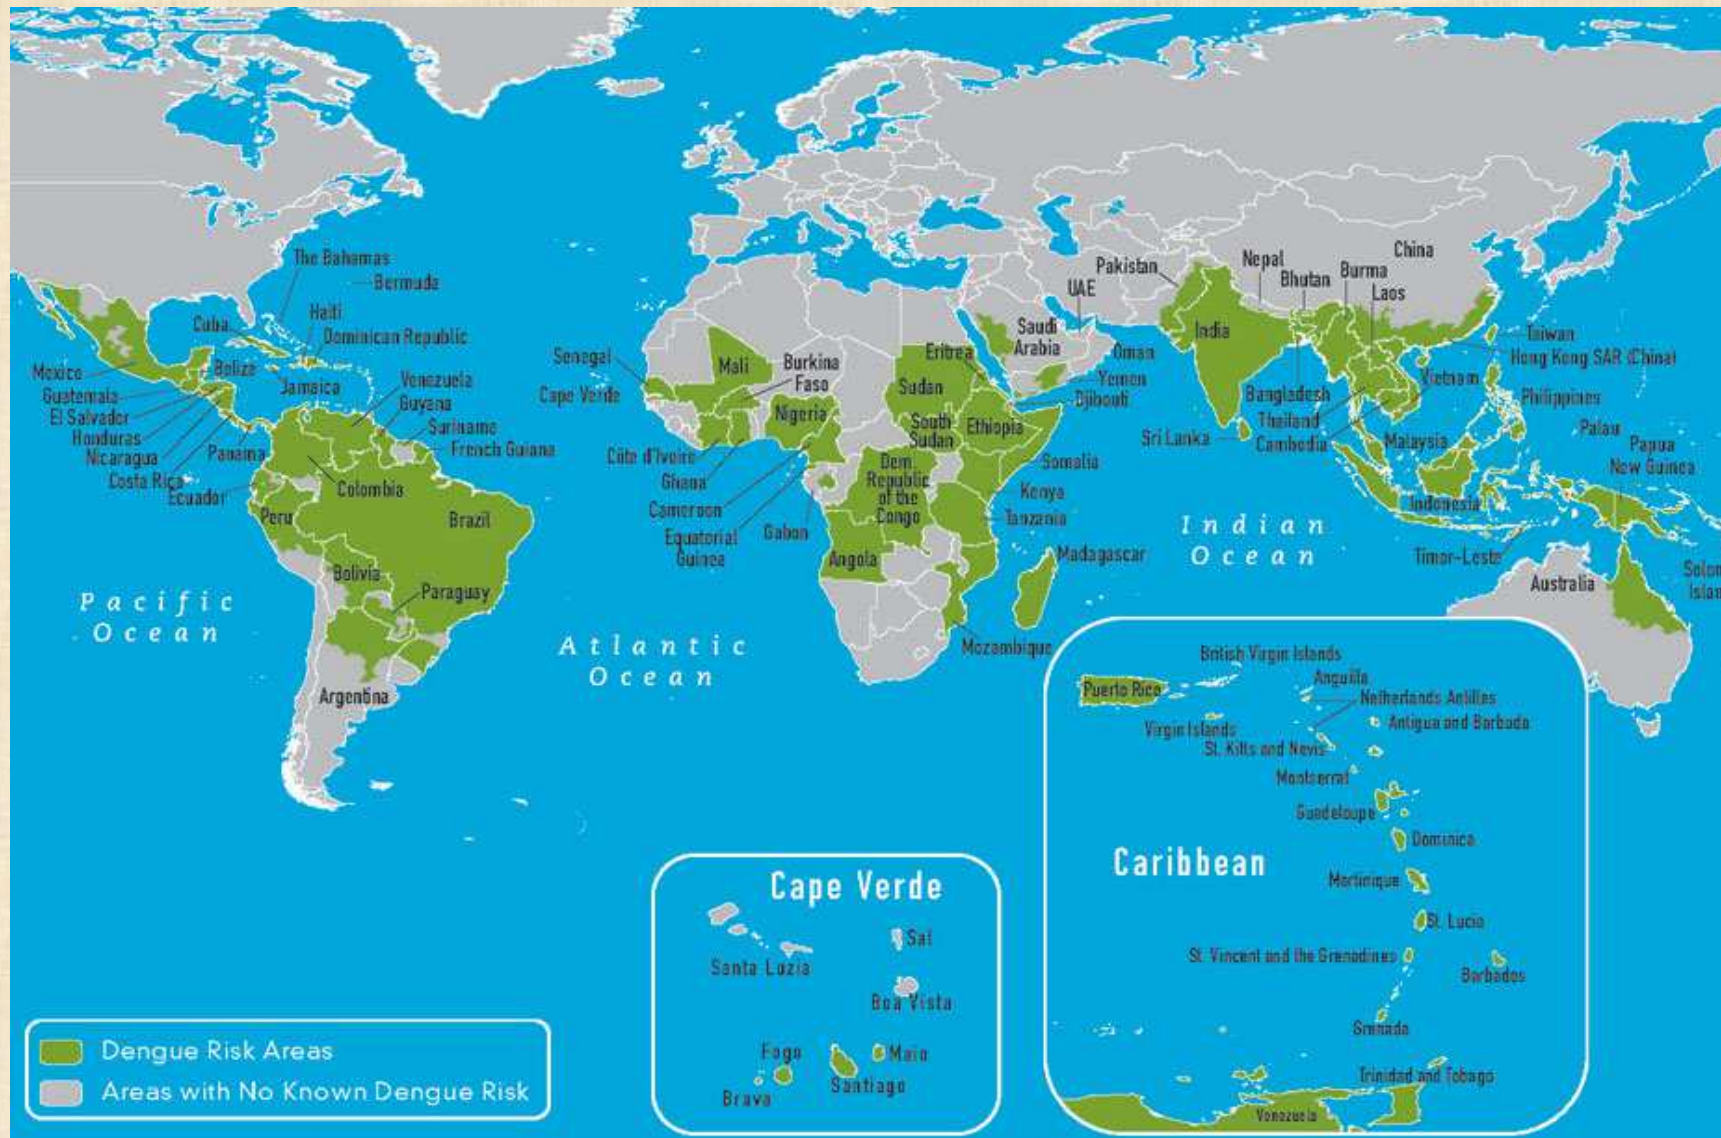 The Bahamas
Bermuda
Cuba
Haiti
Dominican Republic
Mexico
Belize
Jamaica
Guatemala
El Salvador
Honduras
Nicaragua
Costa Rica
Panama
Venezuela
Guyana
Suriname
French Guiana
Ecuador
Colombia
Peru
Brazil
Bolivia
Paraguay
Argentina
Pacific
Ocean
Atlantic
Ocean
Senegal
Cape Verde
Mali
Burkina
Faso
Nigeria
Côte d'Ivoire
Ghana
Cameroon
Equatorial
Guinea
Gabon
Eritrea
Sudan
South
Sudan
Ethiopia
Dem.
Republic
of the
Congo
Angola
Somalia
Kenya
Tanzania
Madagascar
Mozambique
Saudi
Arabia
UAE
Oman
Yemen
Djibouti
Pakistan
Nepal
Bhutan
Burma
Laos
China
India
Bangladesh
Thailand
Cambodia
Sri Lanka
Vietnam
Malaysia
Taiwan
Hong Kong SAR (China)
Philippines
Palau
Papua
New Guinea
Indonesia
Timor-Leste
Australia
Solon
Islan
Indian
Ocean
Caribbean
Puerto Rico
British Virgin Islands
Anguilla
Netherlands Antilles
Virgin Islands
Antigua and Barbuda
St. Kitts and Nevis
Montserrat
Guadeloupe
Dominica
Martinique
St. Lucia
St. Vincent and the Grenadines
Barbados
Grenada
Trinidad and Tobago
Venezuela
Cape Verde
Sal
Santa Luzia
Boa Vista
Fogo
Maio
Santiago
Brava
Dengue Risk Areas
Areas with No Known Dengue Risk